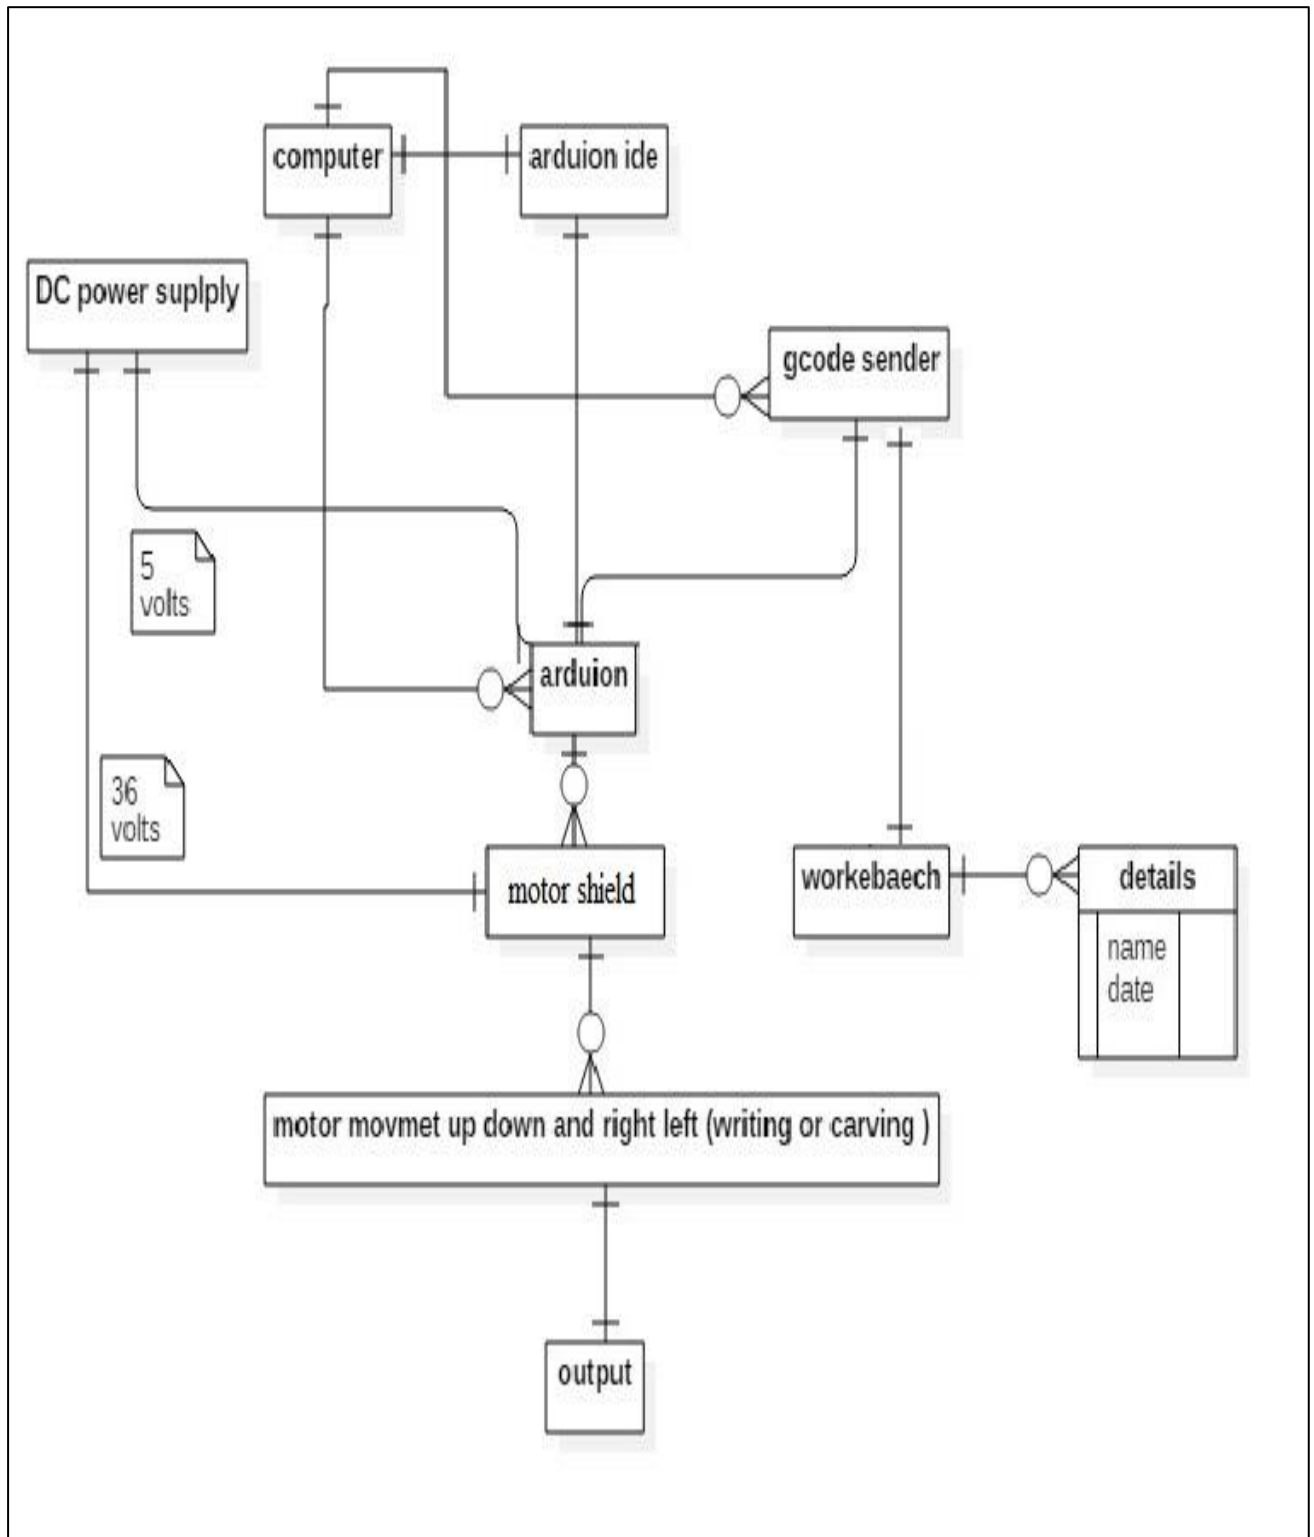 computer
arduion ide
DC power suplply
gcode sender
5
volts
arduion
36
volts
motor shield
workebaech
details
name
date
motor movmet up down and right left (writing or carving )
output